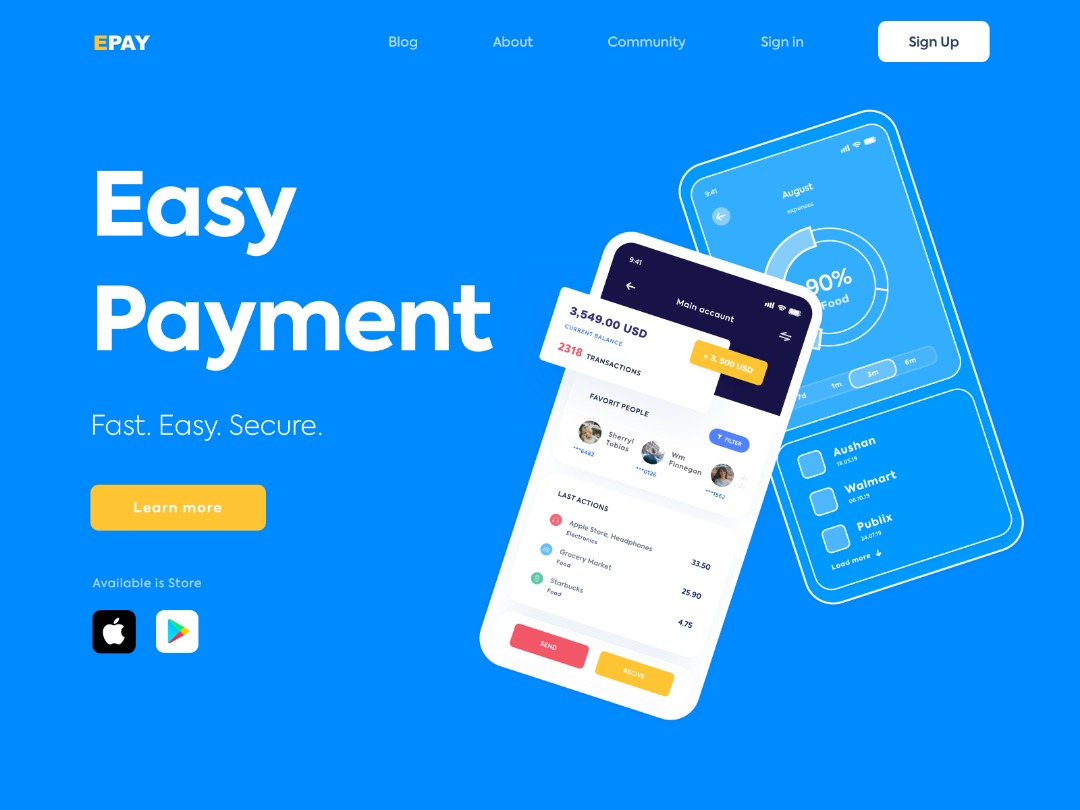 EPAY
Blog
About
Community
Sign in
Sign Up
Easy
Payment
Fast. Easy. Secure.
Learn more
Available is Store
9:41
August
expenses
90%
Food
7d
1m
3m
6m
Aushan
18.05.19
Walmart
06.10.19
Publix
24.07.19
Load more
9:41
Main account
3,549.00 USD
CURRENT BALANCE
2318 TRANSACTIONS
+ 3, 500 USD
FAVORIT PEOPLE
FILTER
Sherryl
Tobios
***6482
Wm
Finnegan
***0126
***1562
LAST ACTIONS
Apple Store, Headphones
Electronics
33.50
Grocery Market
Food
25.90
Starbucks
Food
4.75
SEND
RECIVE